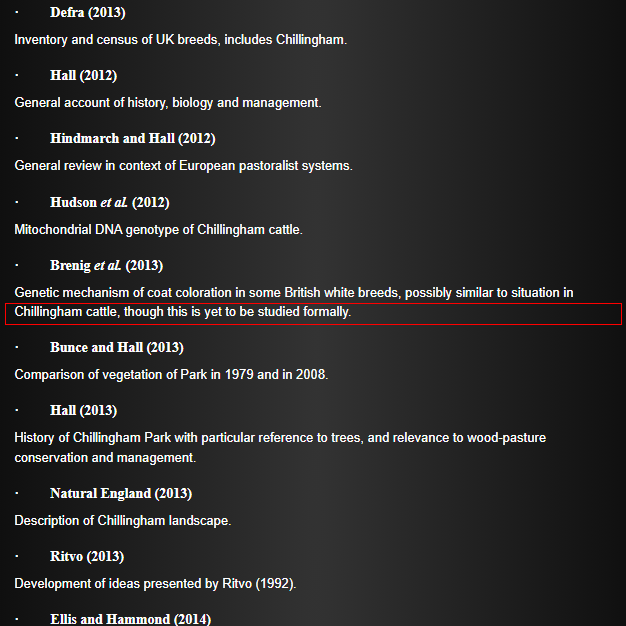 · Defra (2013)
Inventory and census of UK breeds, includes Chillingham.
· Hall (2012)
General account of history, biology and management.
· Hindmarch and Hall (2012)
General review in context of European pastoralist systems.
· Hudson et al. (2012)
Mitochondrial DNA genotype of Chillingham cattle.
· Brenig et al. (2013)
Genetic mechanism of coat coloration in some British white breeds, possibly similar to situation in
Chillingham cattle, though this is yet to be studied formally.
· Bunce and Hall (2013)
Comparison of vegetation of Park in 1979 and in 2008.
· Hall (2013)
History of Chillingham Park with particular reference to trees, and relevance to wood-pasture
conservation and management.
· Natural England (2013)
Description of Chillingham landscape.
· Ritvo (2013)
Development of ideas presented by Ritvo (1992).
· Ellis and Hammond (2014)